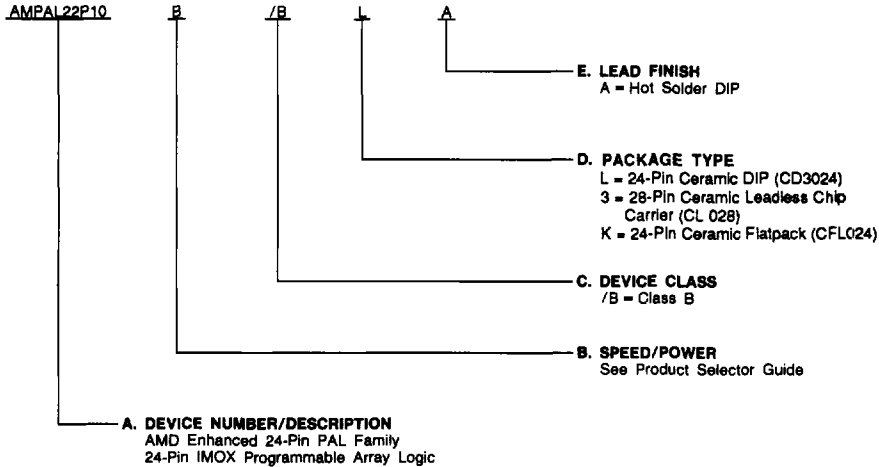 AMPAL22P10 B /B L A
E. LEAD FINISH
A = Hot Solder DIP
D. PACKAGE TYPE
L = 24-Pin Ceramic DIP (CD3024)
3 = 28-Pin Ceramic Leadless Chip
Carrier (CL 028)
K = 24-Pin Ceramic Flatpack (CFL024)
C. DEVICE CLASS
/B = Class B
B. SPEED/POWER
See Product Selector Guide
A. DEVICE NUMBER/DESCRIPTION
AMD Enhanced 24-Pin PAL Family
24-Pin IMOX Programmable Array Logic